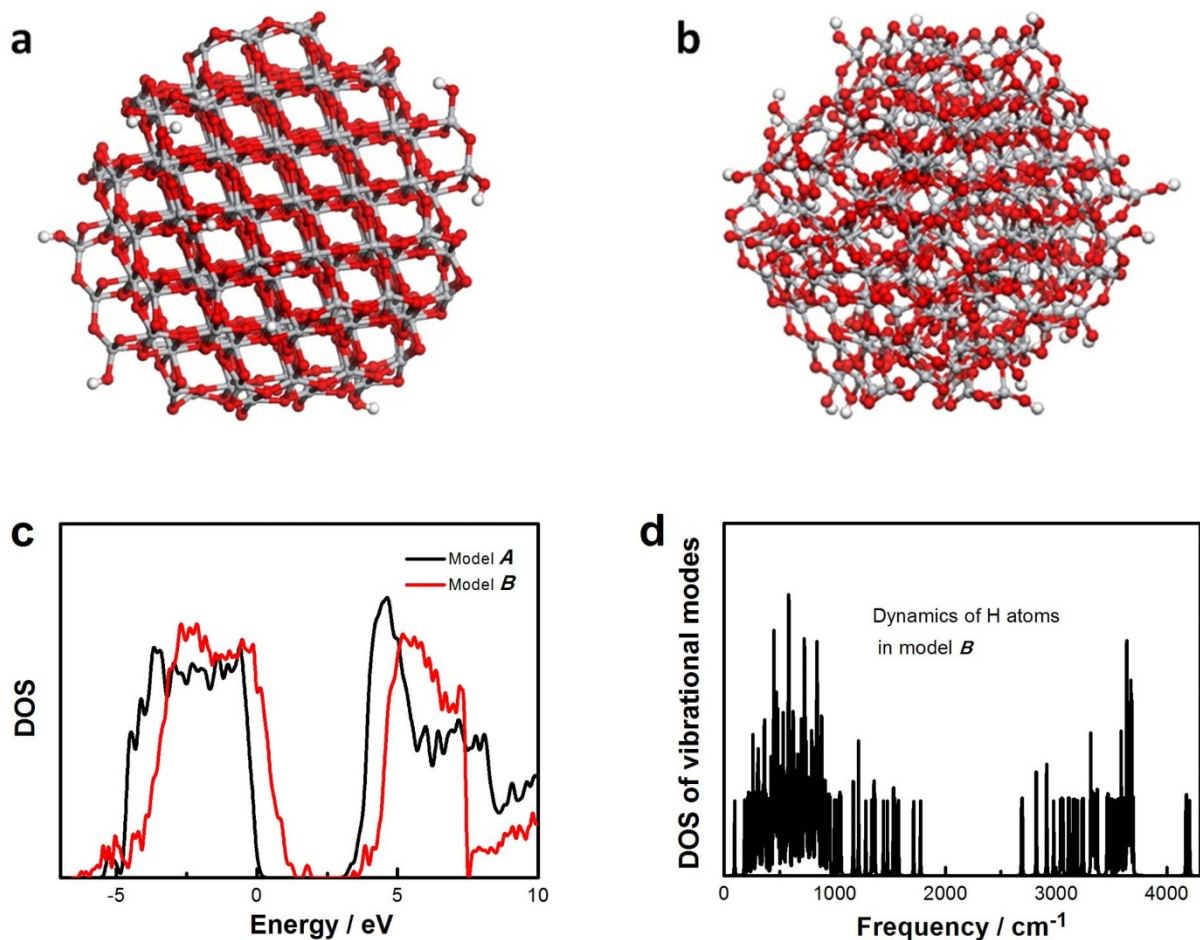 a
b
c
Model A
Model B
DOS
-5
0
5
10
Energy / eV
d
Dynamics of H atoms
in model B
DOS of vibrational modes
0
1000
2000
3000
4000
Frequency / cm⁻¹